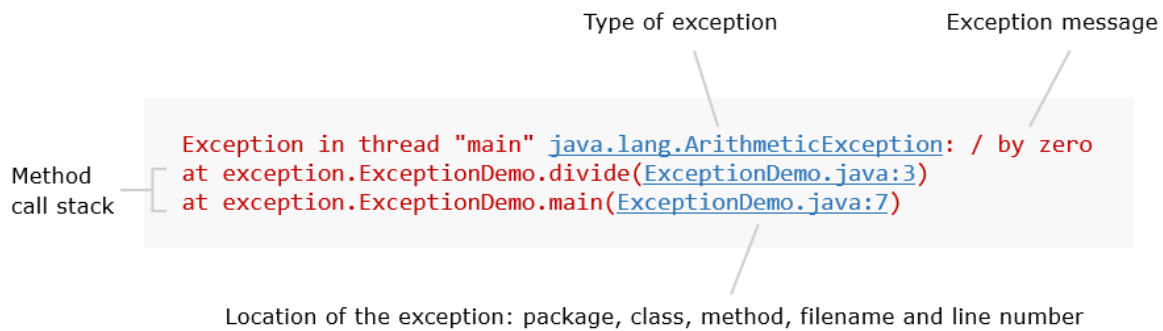 Type of exception
Exception message
Exception in thread "main" java.lang.ArithmeticException: / by zero
Method
call stack
at exception.ExceptionDemo.divide(ExceptionDemo.java:3)
at exception.ExceptionDemo.main(ExceptionDemo.java:7)
Location of the exception: package, class, method, filename and line number